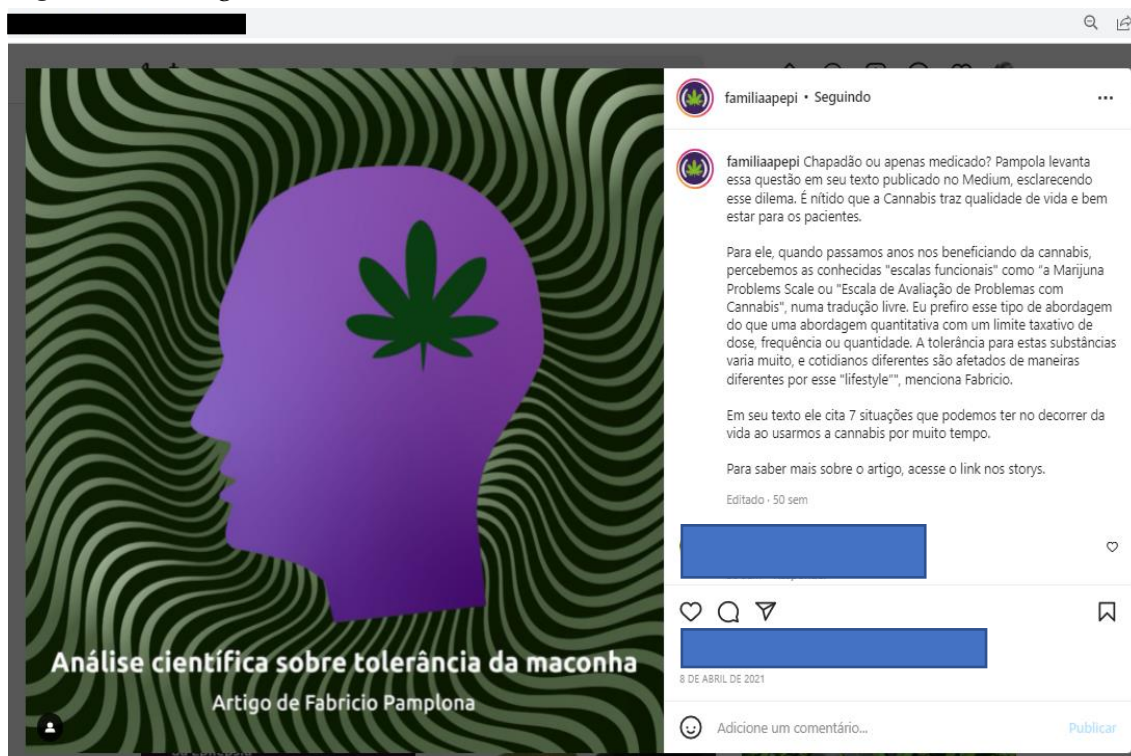 familiaapepi • Seguindo
familiaapepi Chapadão ou apenas medicado? Pampola levanta
essa questão em seu texto publicado no Medium, esclarecendo
esse dilema. É nítido que a Cannabis traz qualidade de vida e bem
estar para os pacientes.
Para ele, quando passamos anos nos beneficiando da cannabis,
percebemos as conhecidas "escalas funcionais" como "a Marijuna
Problems Scale ou "Escala de Avaliação de Problemas com
Cannabis", numa tradução livre. Eu prefiro esse tipo de abordagem
do que uma abordagem quantitativa com um limite taxativo de
dose, frequência ou quantidade. A tolerância para estas substâncias
varia muito, e cotidianos diferentes são afetados de maneiras
diferentes por esse "lifestyle"", menciona Fabricio.
Em seu texto ele cita 7 situações que podemos ter no decorrer da
vida ao usarmos a cannabis por muito tempo.
Para saber mais sobre o artigo, acesse o link nos storys.
Editado · 50 sem
8 DE ABRIL DE 2021
Adicione um comentário...
Publicar
Análise científica sobre tolerância da maconha
Artigo de Fabricio Pamplona